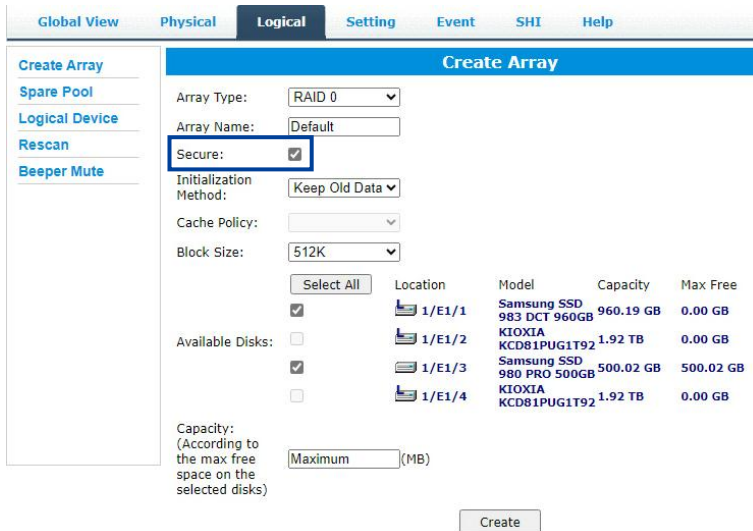 Global View Physical Logical Setting Event SHI Help
Create Array
Spare Pool
Logical Device
Rescan
Beeper Mute
Create Array
Array Type: RAID 0
Array Name: Default
Secure:
Initialization
Method: Keep Old Data
Cache Policy:
Block Size: 512K
Select All Location Model Capacity Max Free
1/E1/1 Samsung SSD
983 DCT 960GB 960.19 GB 0.00 GB
Available Disks:
1/E1/2 KIOXIA
KCD81PUG1T92 1.92 TB 0.00 GB
1/E1/3 Samsung SSD
980 PRO 500GB 500.02 GB 500.02 GB
1/E1/4 KIOXIA
KCD81PUG1T92 1.92 TB 0.00 GB
Capacity:
(According to
the max free
space on the
selected disks)
Maximum (MB)
Create